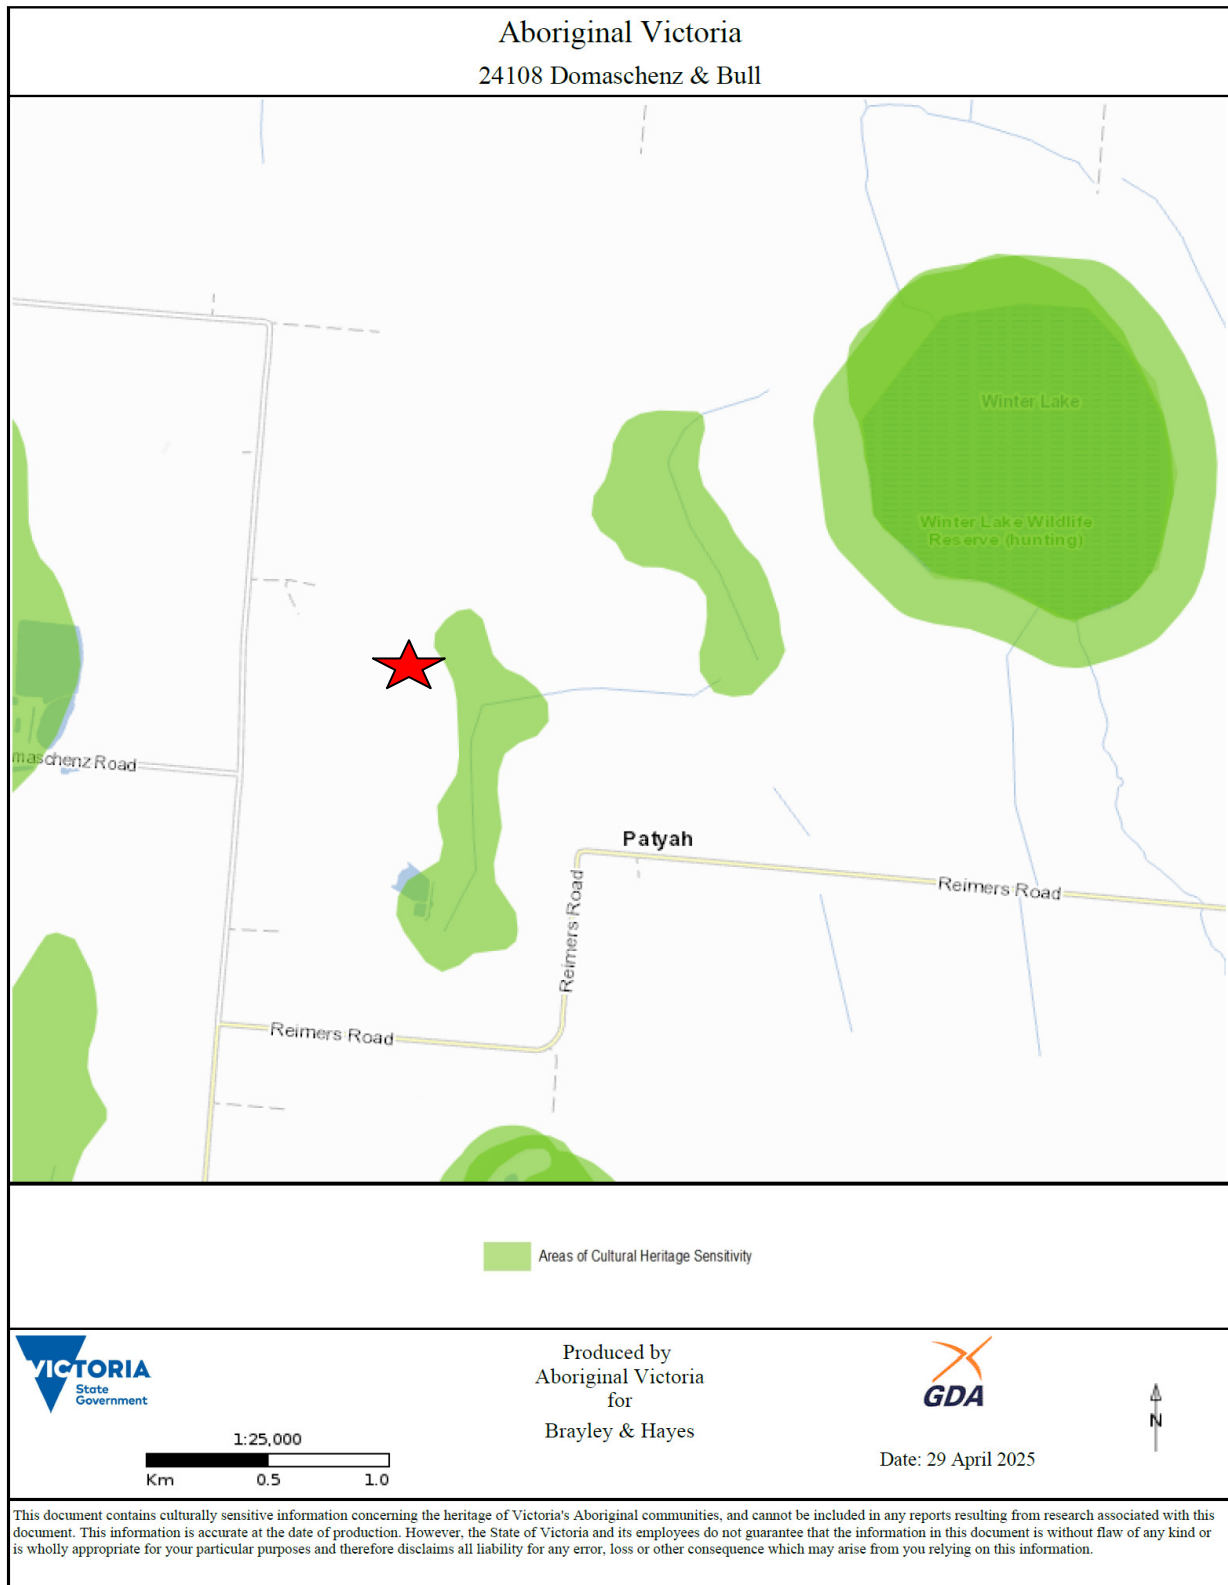 Aboriginal Victoria
24108 Domaschenz & Bull
Winter Lake
Winter Lake Wildlife
Reserve (hunting)
maschenz Road
Patyah
Reimers Road
Reimers Road
Reimers Road
Areas of Cultural Heritage Sensitivity
VICTORIA
State
Government
1:25,000
Km 0.5 1.0
Produced by
Aboriginal Victoria
for
Brayley & Hayes
GDA
Date: 29 April 2025
N
This document contains culturally sensitive information concerning the heritage of Victoria's Aboriginal communities, and cannot be included in any reports resulting from research associated with this
document. This information is accurate at the date of production. However, the State of Victoria and its employees do not guarantee that the information in this document is without flaw of any kind or
is wholly appropriate for your particular purposes and therefore disclaims all liability for any error, loss or other consequence which may arise from you relying on this information.